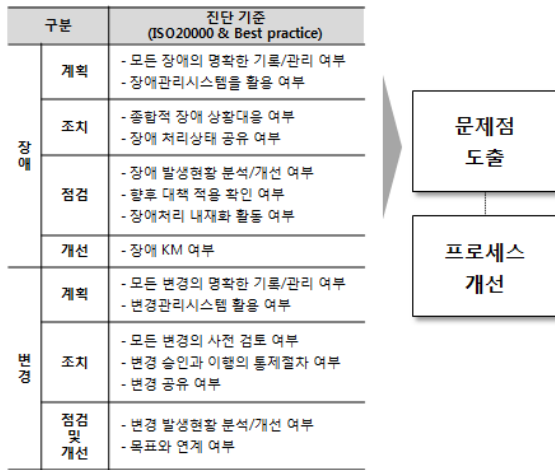 구분
진단 기준
(ISO20000 & Best practice)
장애
계획
- 모든 장애의 명확한 기록/관리 여부
- 장애관리시스템을 활용 여부
조치
- 종합적 장애 상황대응 여부
- 장애 처리상태 공유 여부
점검
- 장애 발생현황 분석/개선 여부
- 향후 대책 적용 확인 여부
- 장애처리 내재화 활동 여부
개선
- 장애 KM 여부
변경
계획
- 모든 변경의 명확한 기록/관리 여부
- 변경관리시스템 활용 여부
조치
- 모든 변경의 사전 검토 여부
- 변경 승인과 이행의 통제절차 여부
- 변경 공유 여부
점검
및
개선
- 변경 발생현황 분석/개선 여부
- 목표와 연계 여부
문제점
도출
프로세스
개선